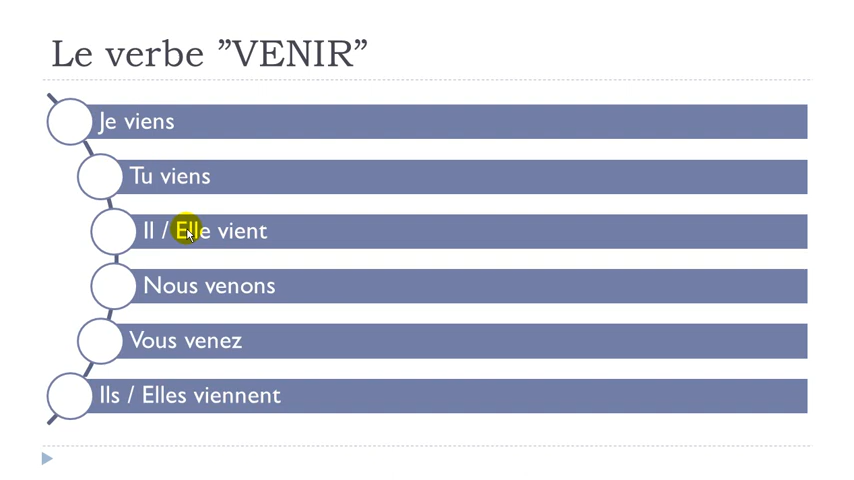 Le verbe ”VENIR”
Je viens
Tu viens
Il / Elle vient
Nous venons
Vous venez
Ils / Elles viennent